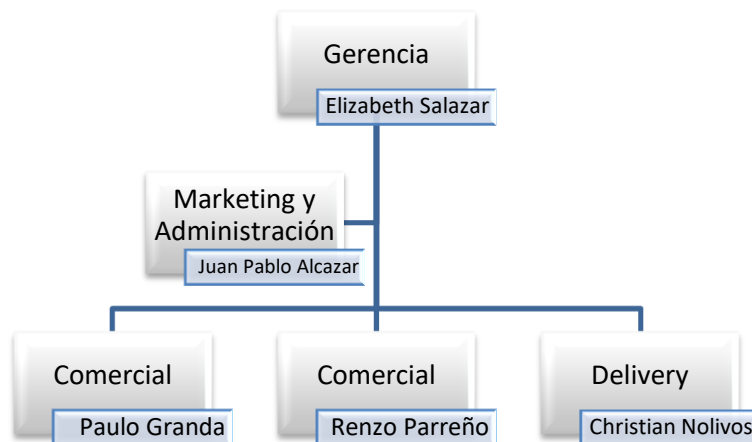 Gerencia
Elizabeth Salazar
Marketing y
Administración
Juan Pablo Alcazar
Comercial
Paulo Granda
Comercial
Renzo Parreño
Delivery
Christian Nolivos